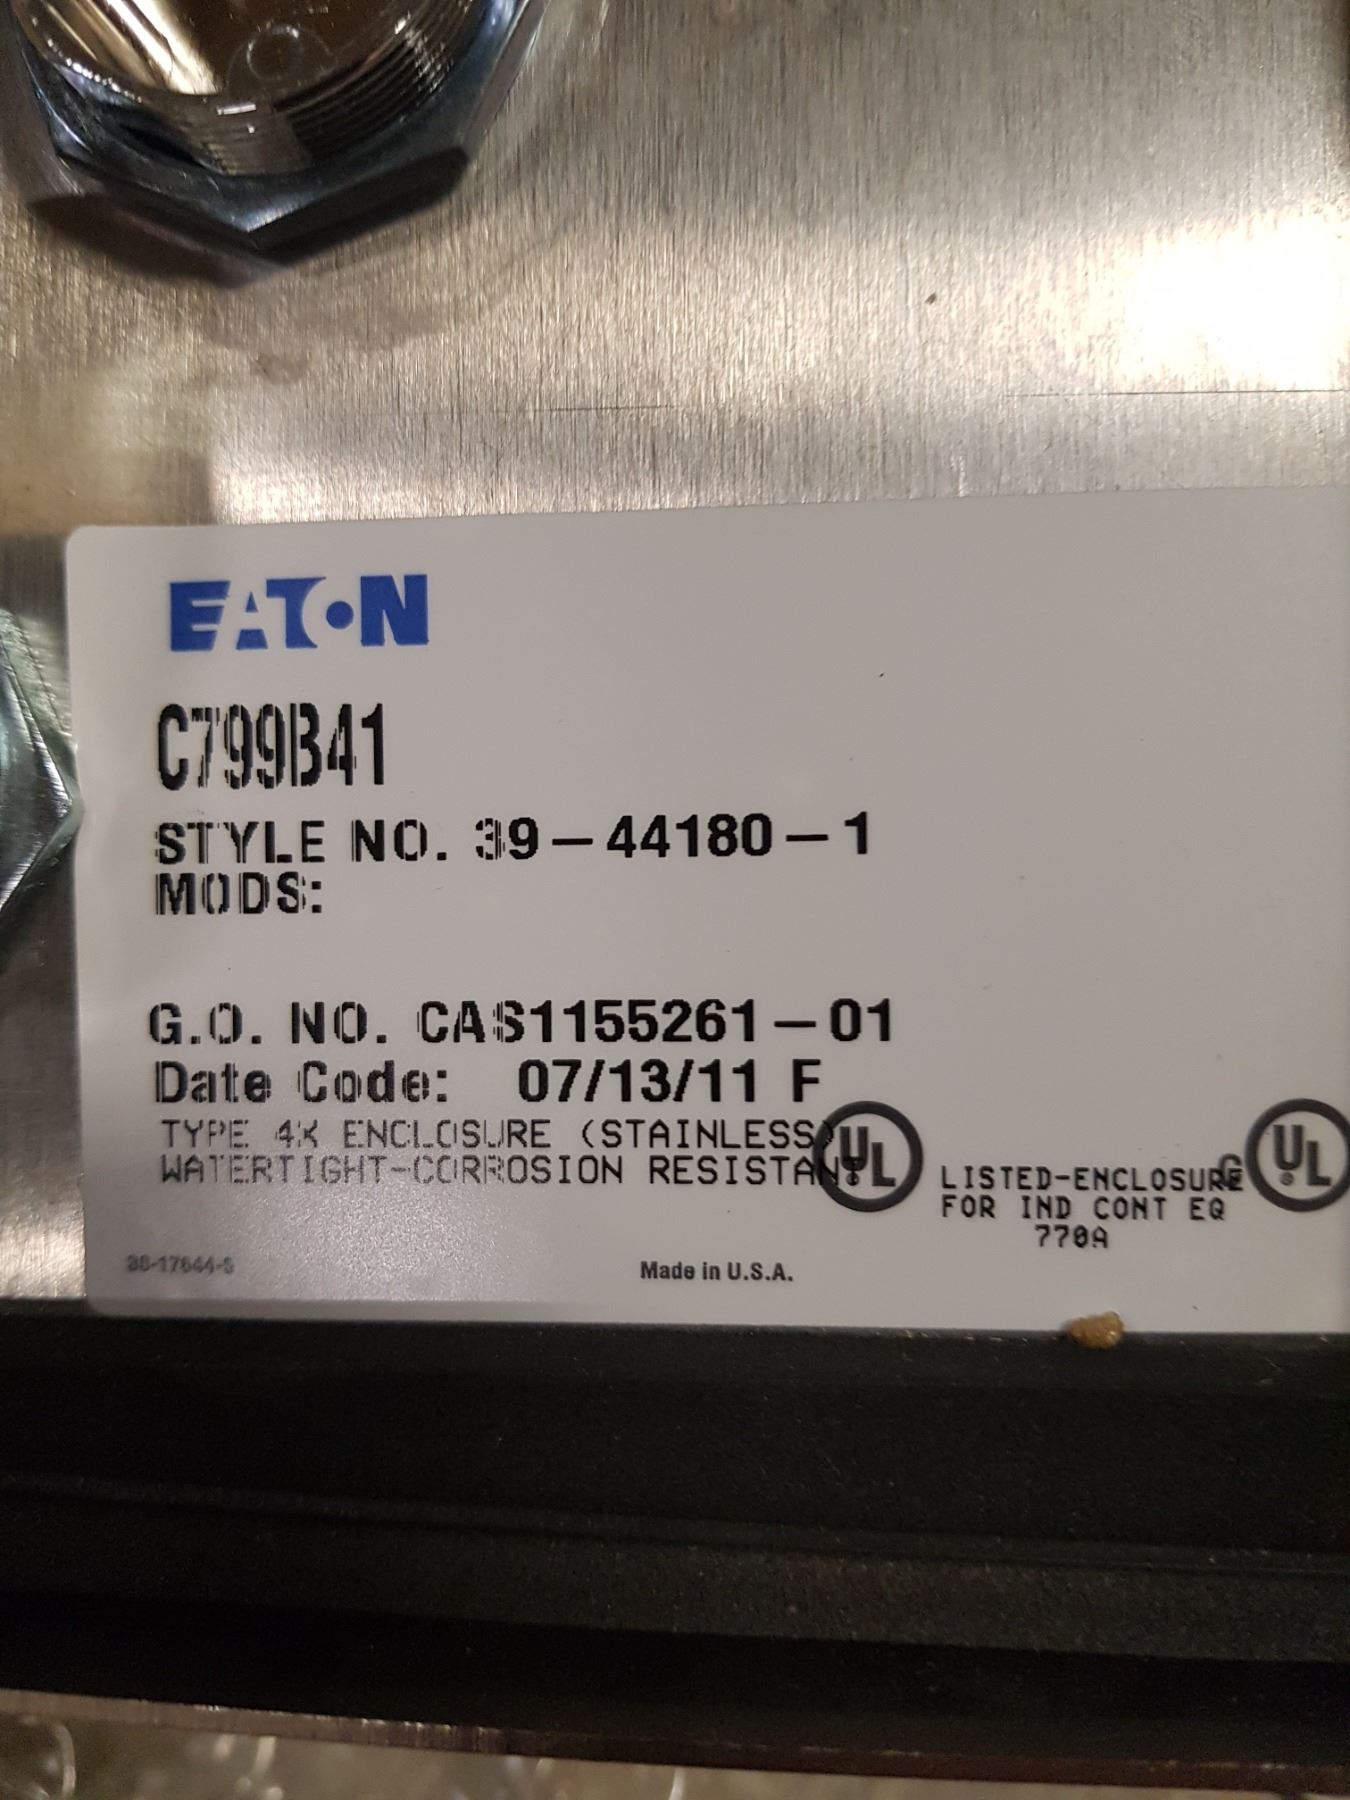 EATON
C799B41
STYLE NO. 39-44180-1
MODS:
G.O. NO. CAS1155261-01
Date Code: 07/13/11 F
TYPE 4X ENCLOSURE (STAINLESS)
WATERTIGHT-CORROSION RESISTANT
UL
LISTED-ENCLOSURE
FOR IND CONT EQ
770A
C UL
Made in U.S.A.